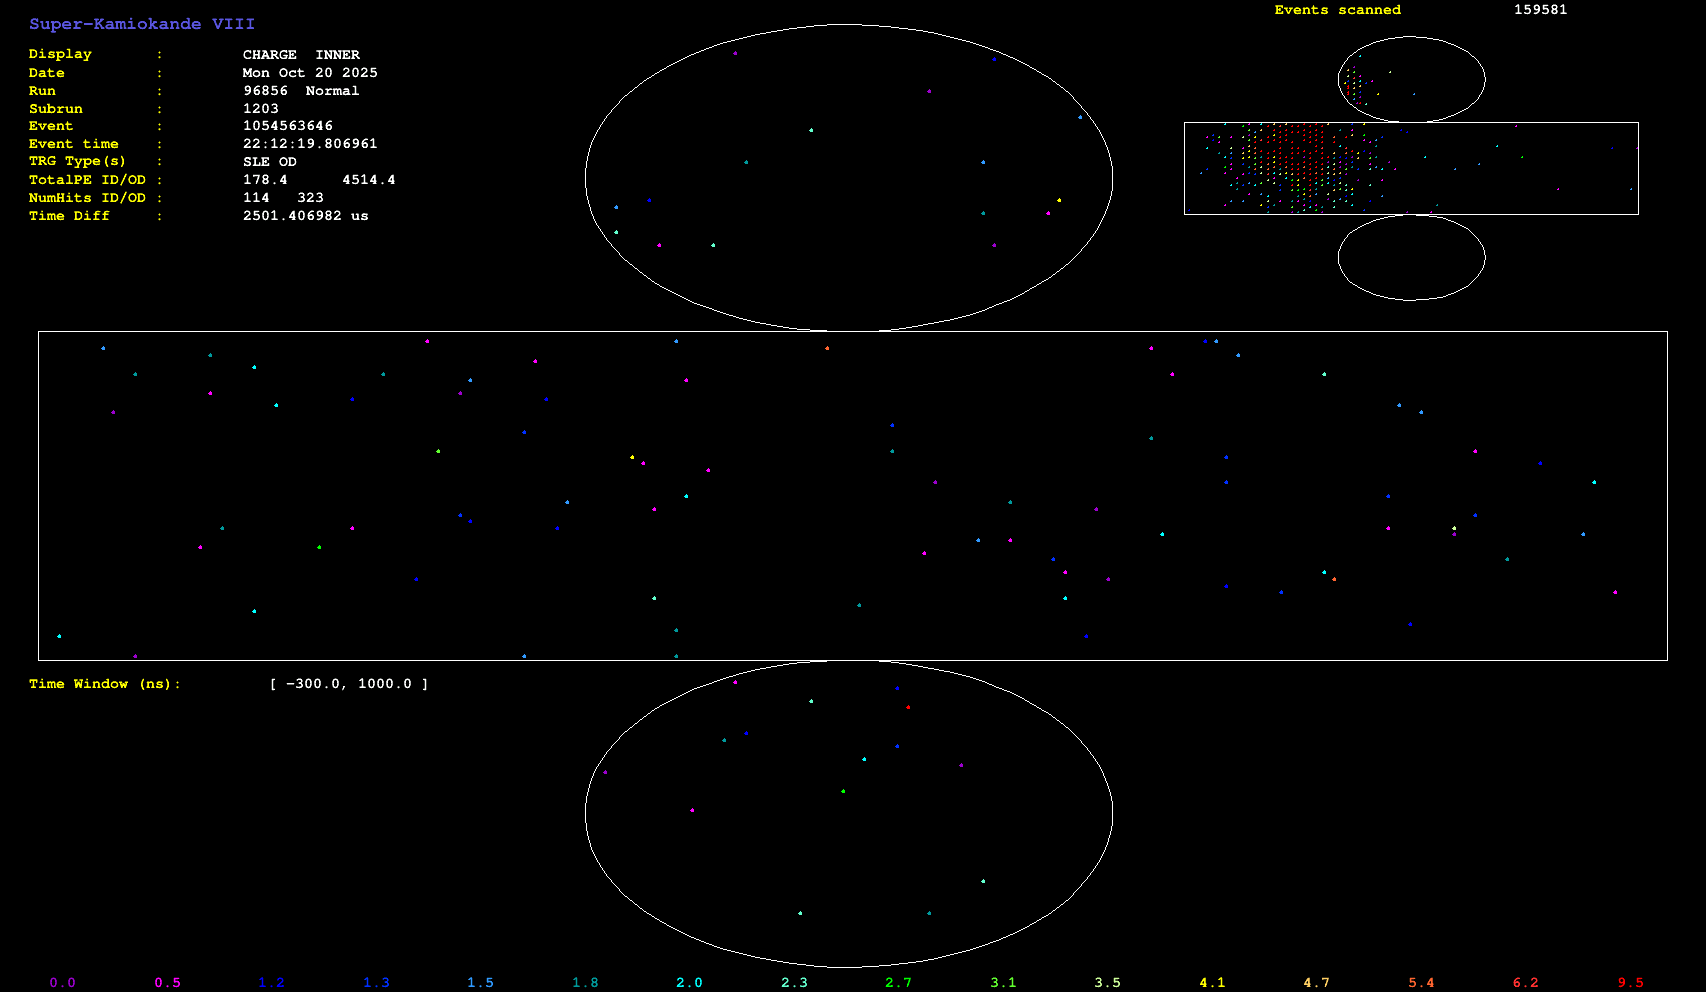 Super-Kamiokande VIII
Events scanned 159581
Display : CHARGE INNER
Date : Mon Oct 20 2025
Run : 96856 Normal
Subrun : 1203
Event : 1054563646
Event time : 22:12:19.806961
TRG Type(s) : SLE OD
TotalPE ID/OD : 178.4 4514.4
NumHits ID/OD : 114 323
Time Diff : 2501.406982 us
Time Window (ns): [ -300.0, 1000.0 ]
0.0 0.5 1.2 1.3 1.5 1.8 2.0 2.3 2.7 3.1 3.5 4.1 4.7 5.4 6.2 9.5